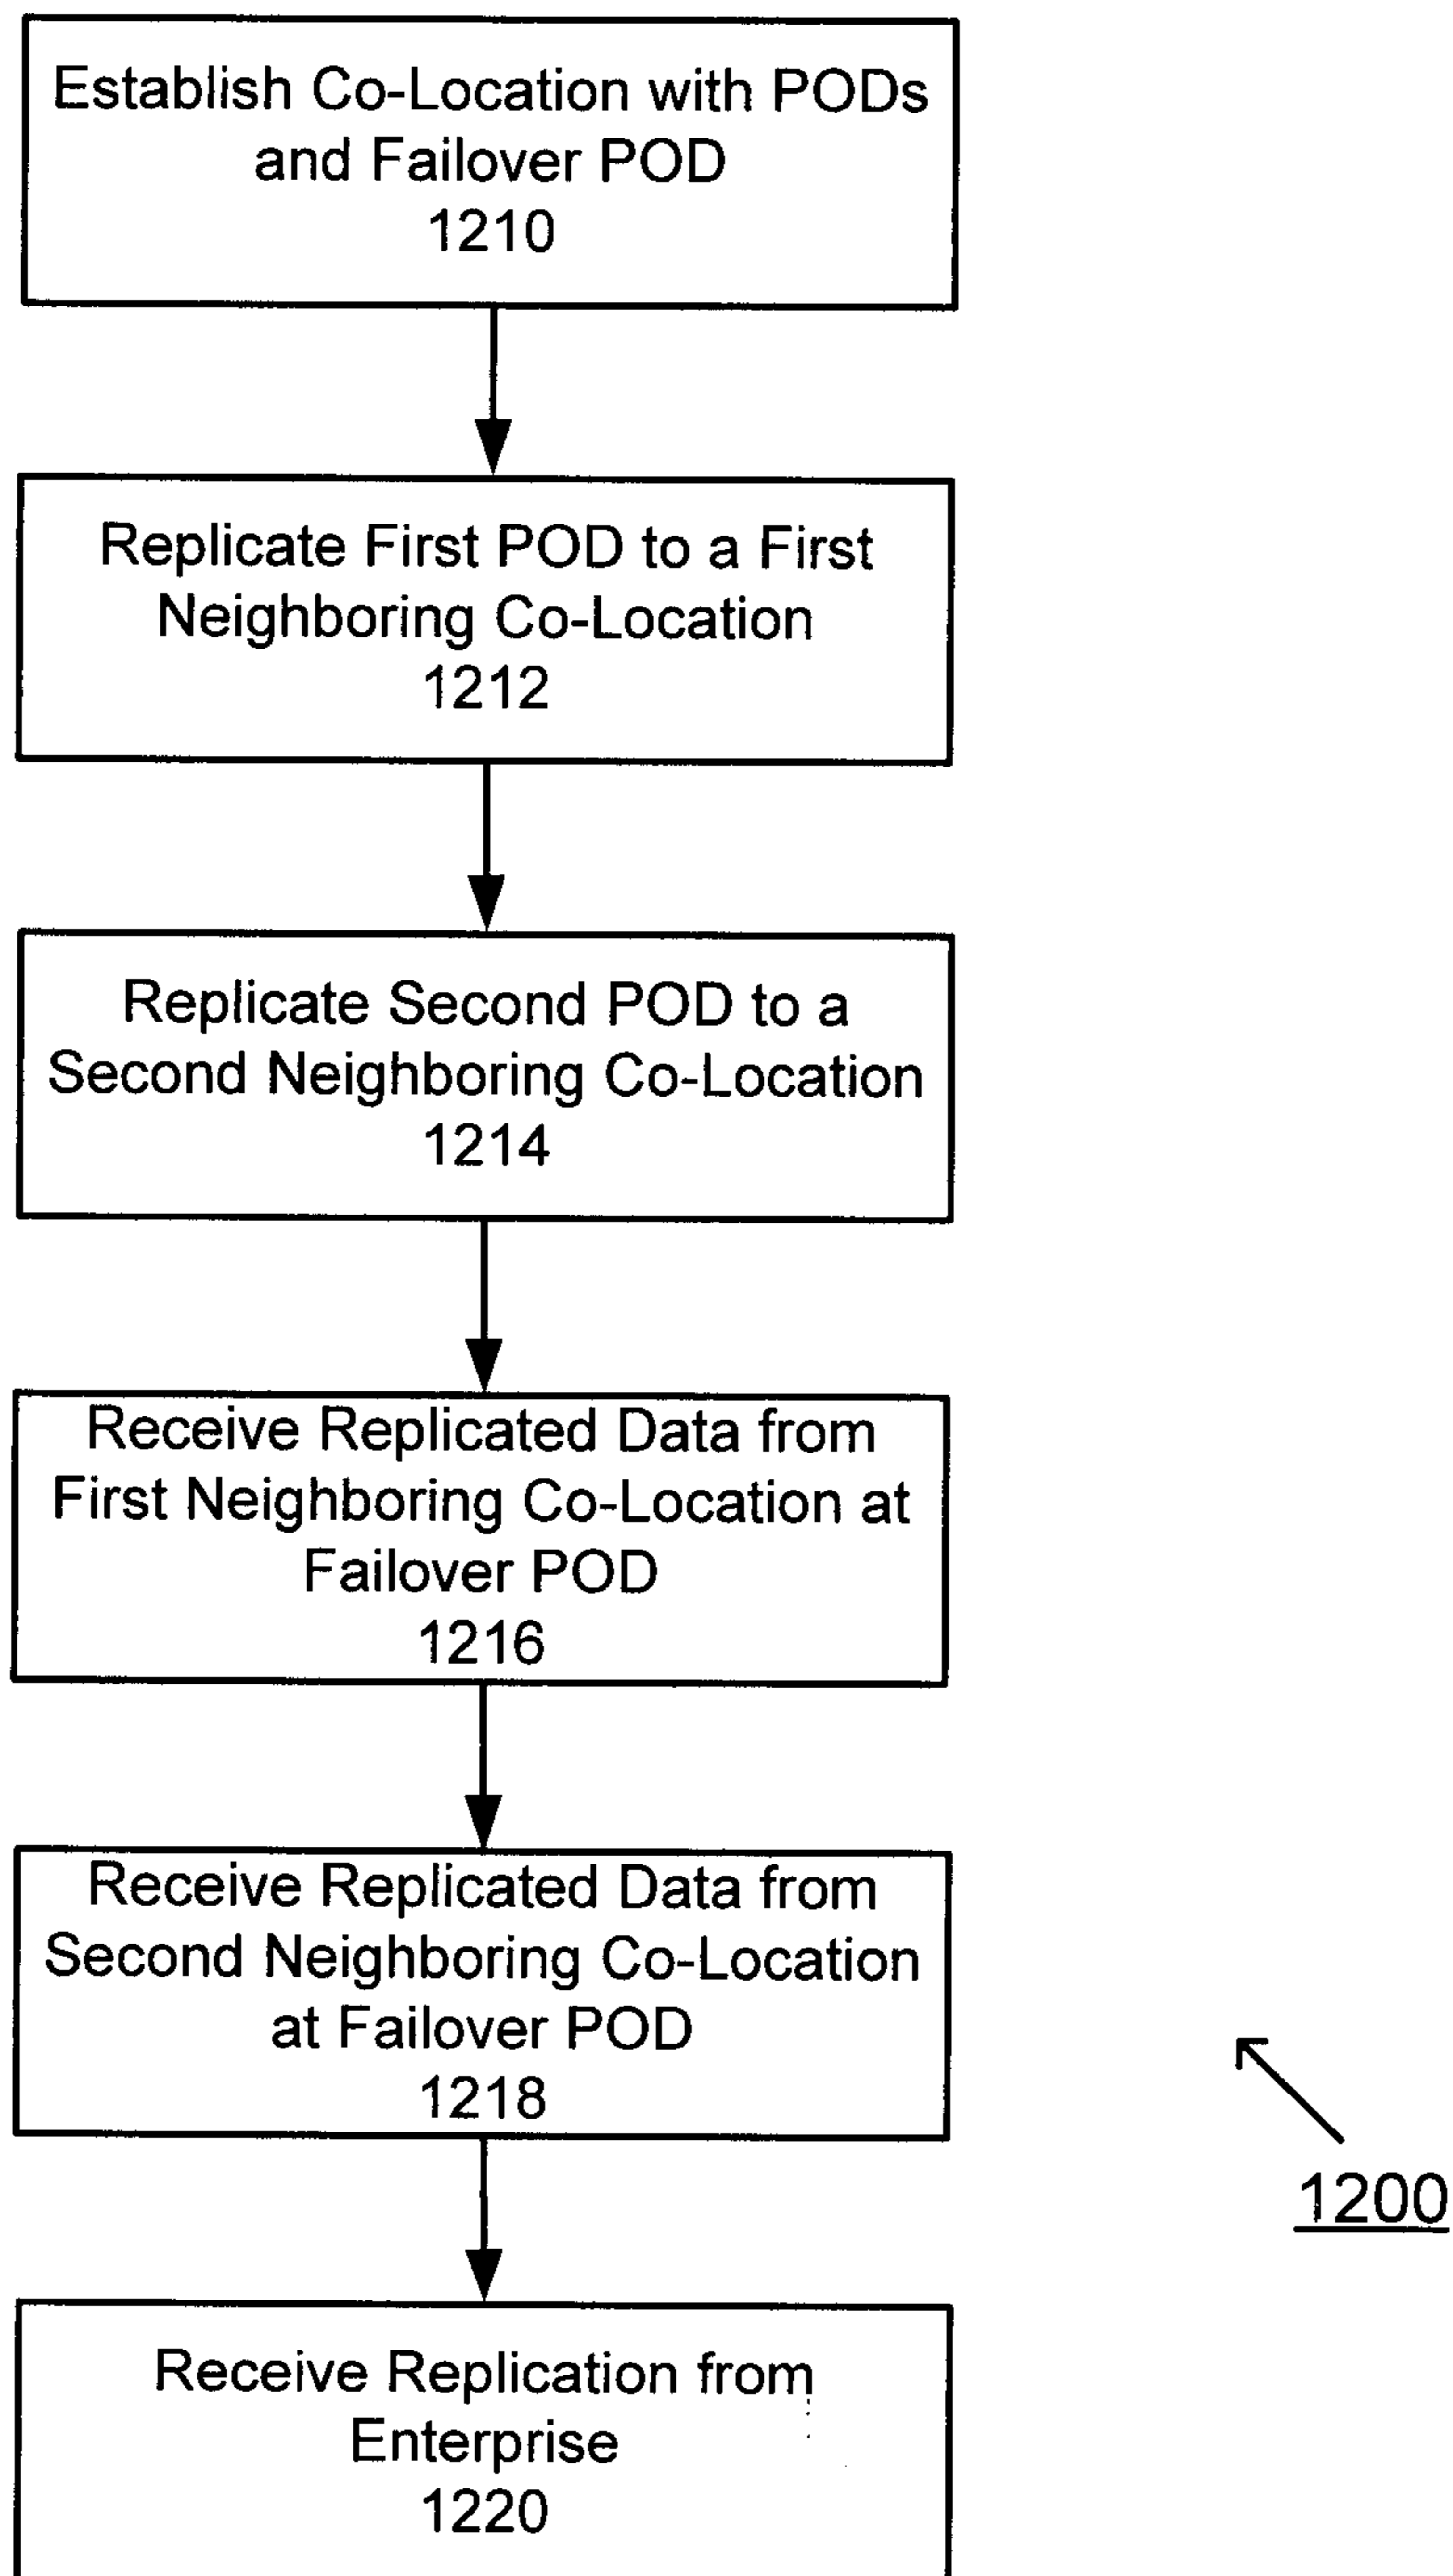 Establish Co-Location with PODs
and Failover POD
1210
Replicate First POD to a First
Neighboring Co-Location
1212
Replicate Second POD to a
Second Neighboring Co-Location
1214
Receive Replicated Data from
First Neighboring Co-Location at
Failover POD
1216
Receive Replicated Data from
Second Neighboring Co-Location
at Failover POD
1218
Receive Replication from
Enterprise
1220
1200